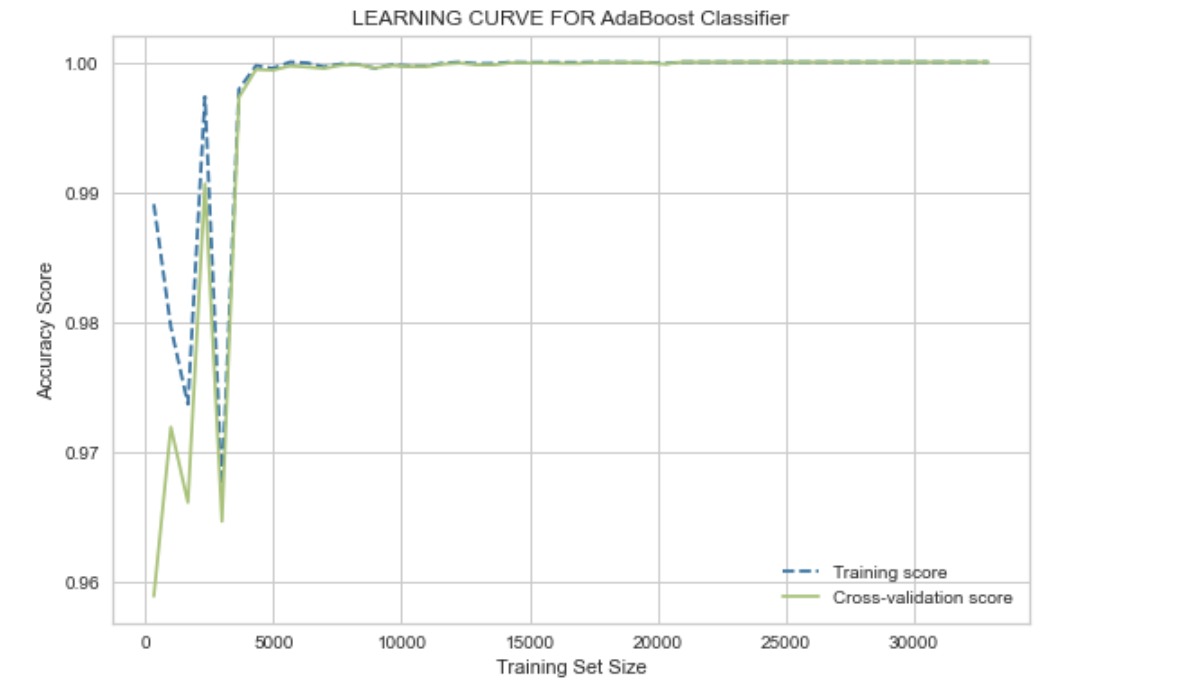 LEARNING CURVE FOR AdaBoost Classifier
1.00
0.99
0.98
0.97
0.96
Accuracy Score
Training score
Cross-validation score
0 5000 10000 15000 20000 25000 30000
Training Set Size